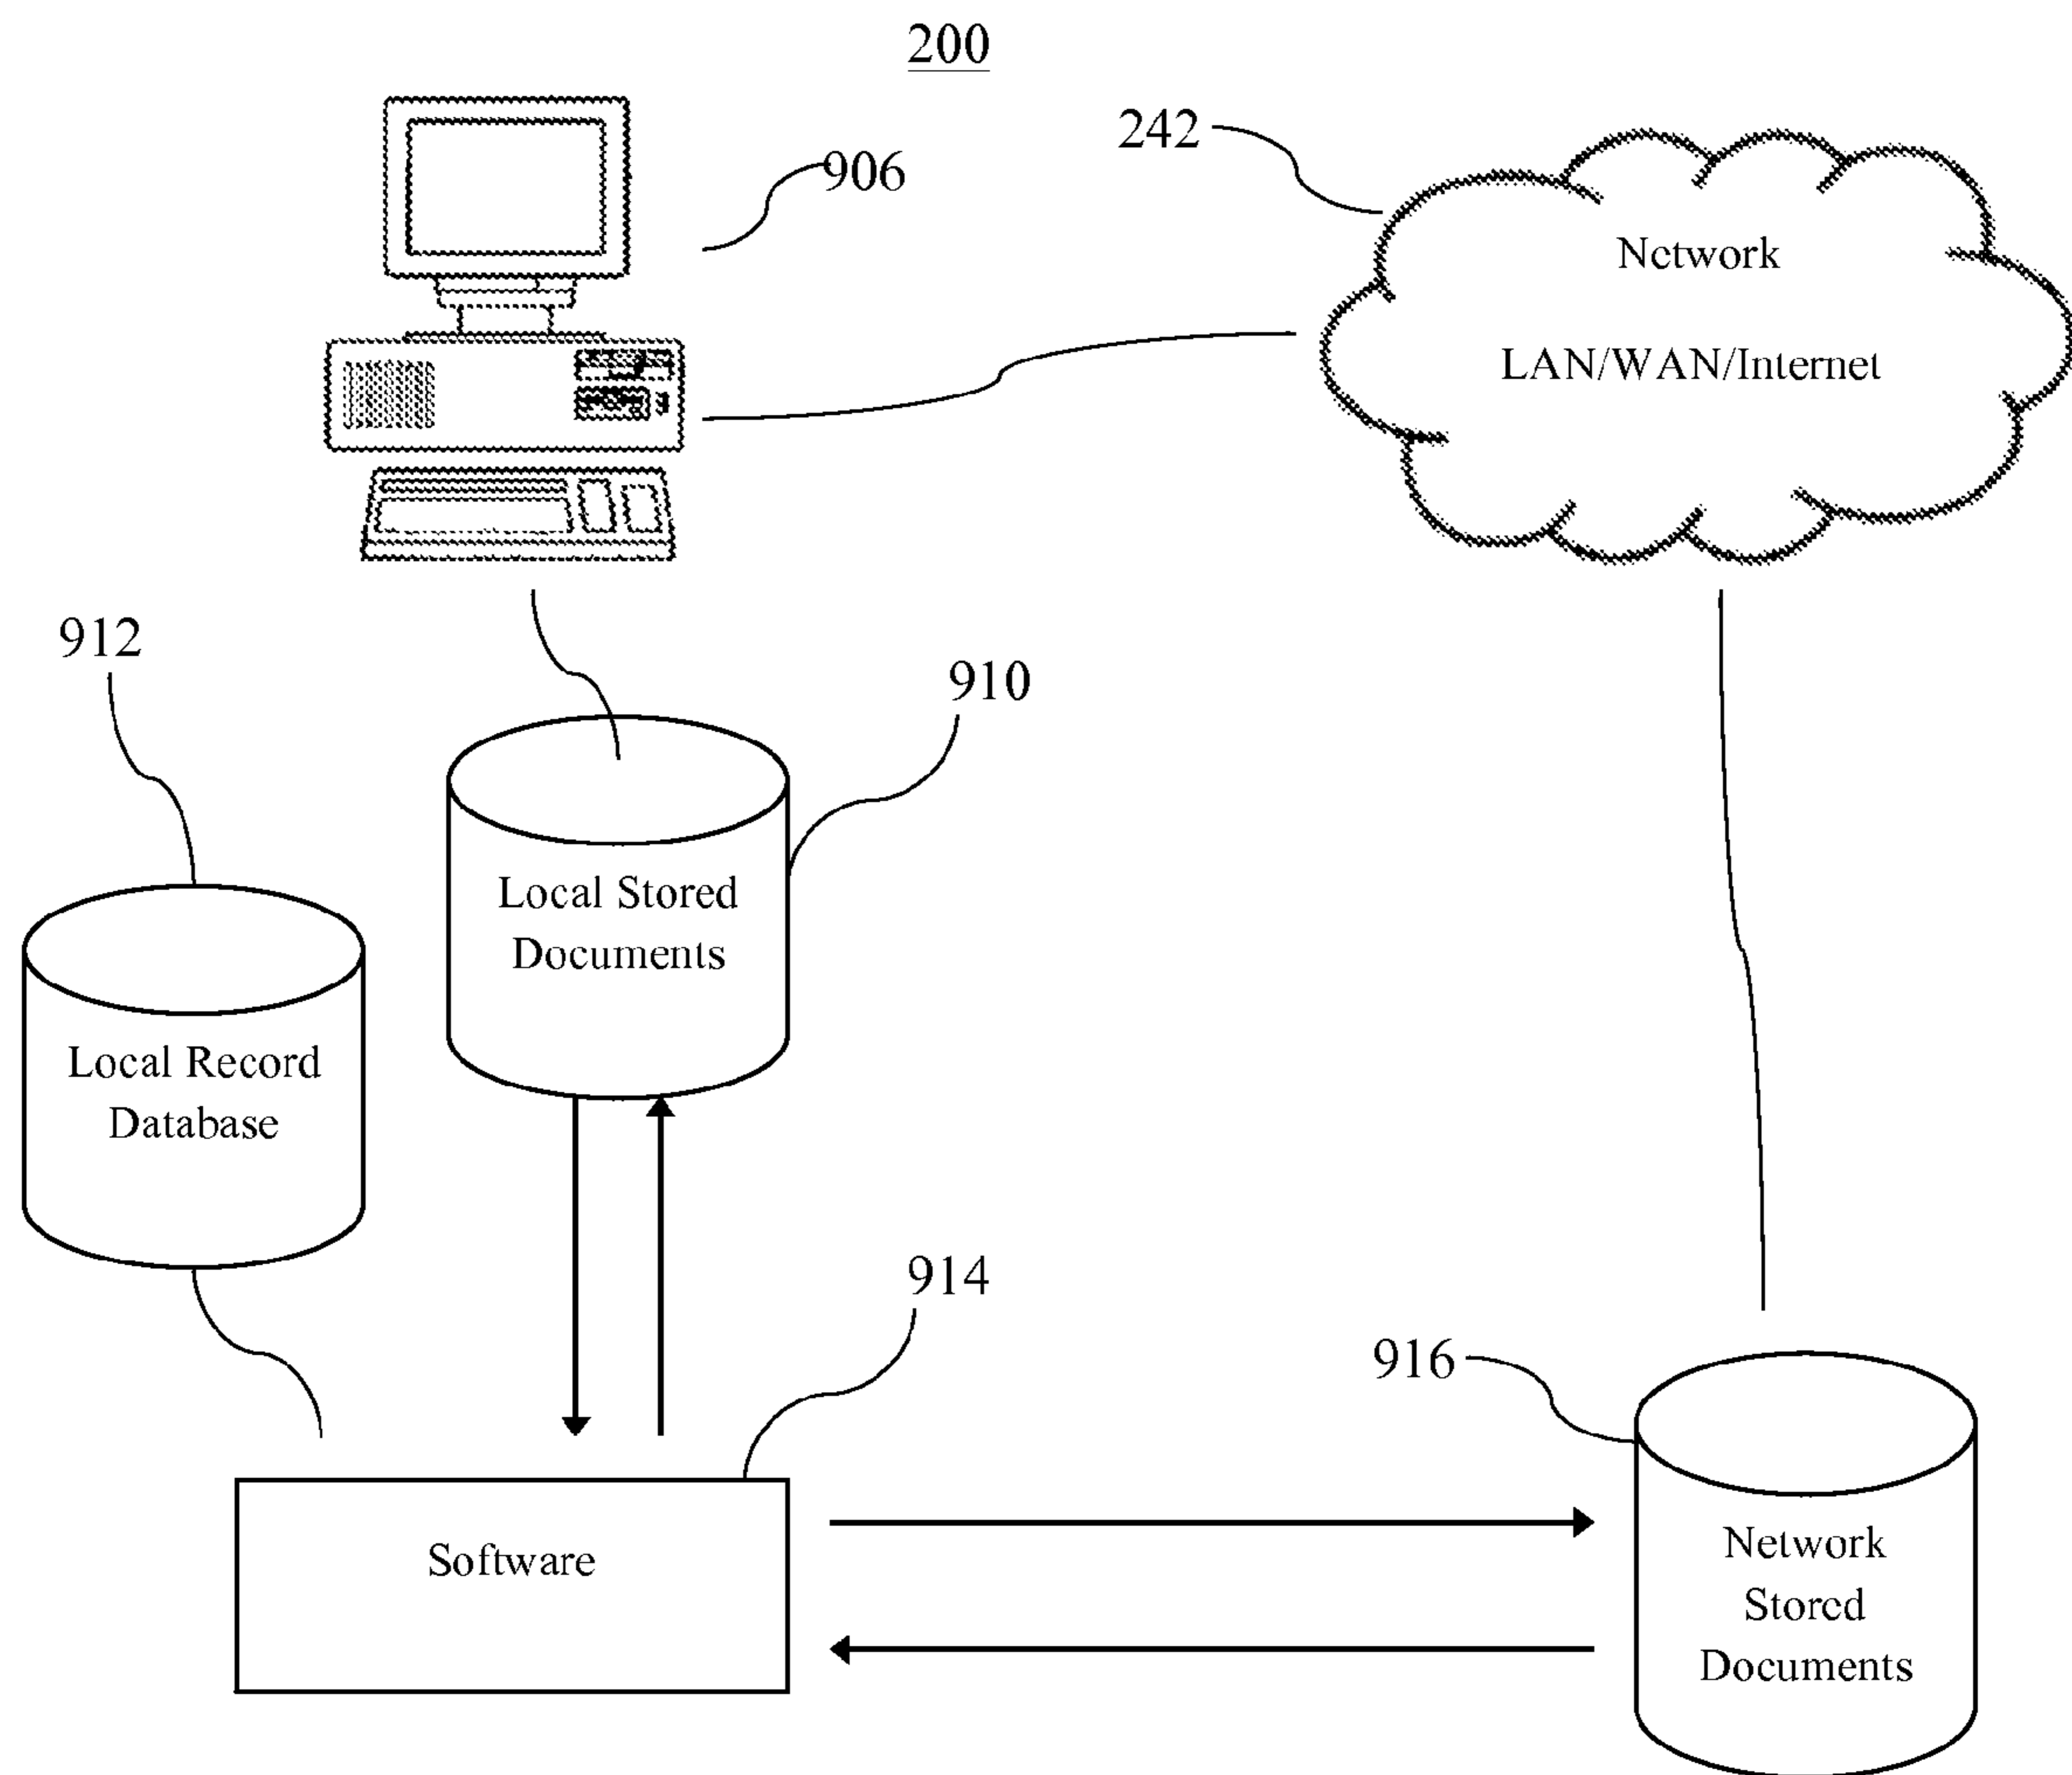 200
242
906
Network
LAN/WAN/Internet
912
910
Local Stored
Documents
Local Record
Database
914
916
Software
Network
Stored
Documents